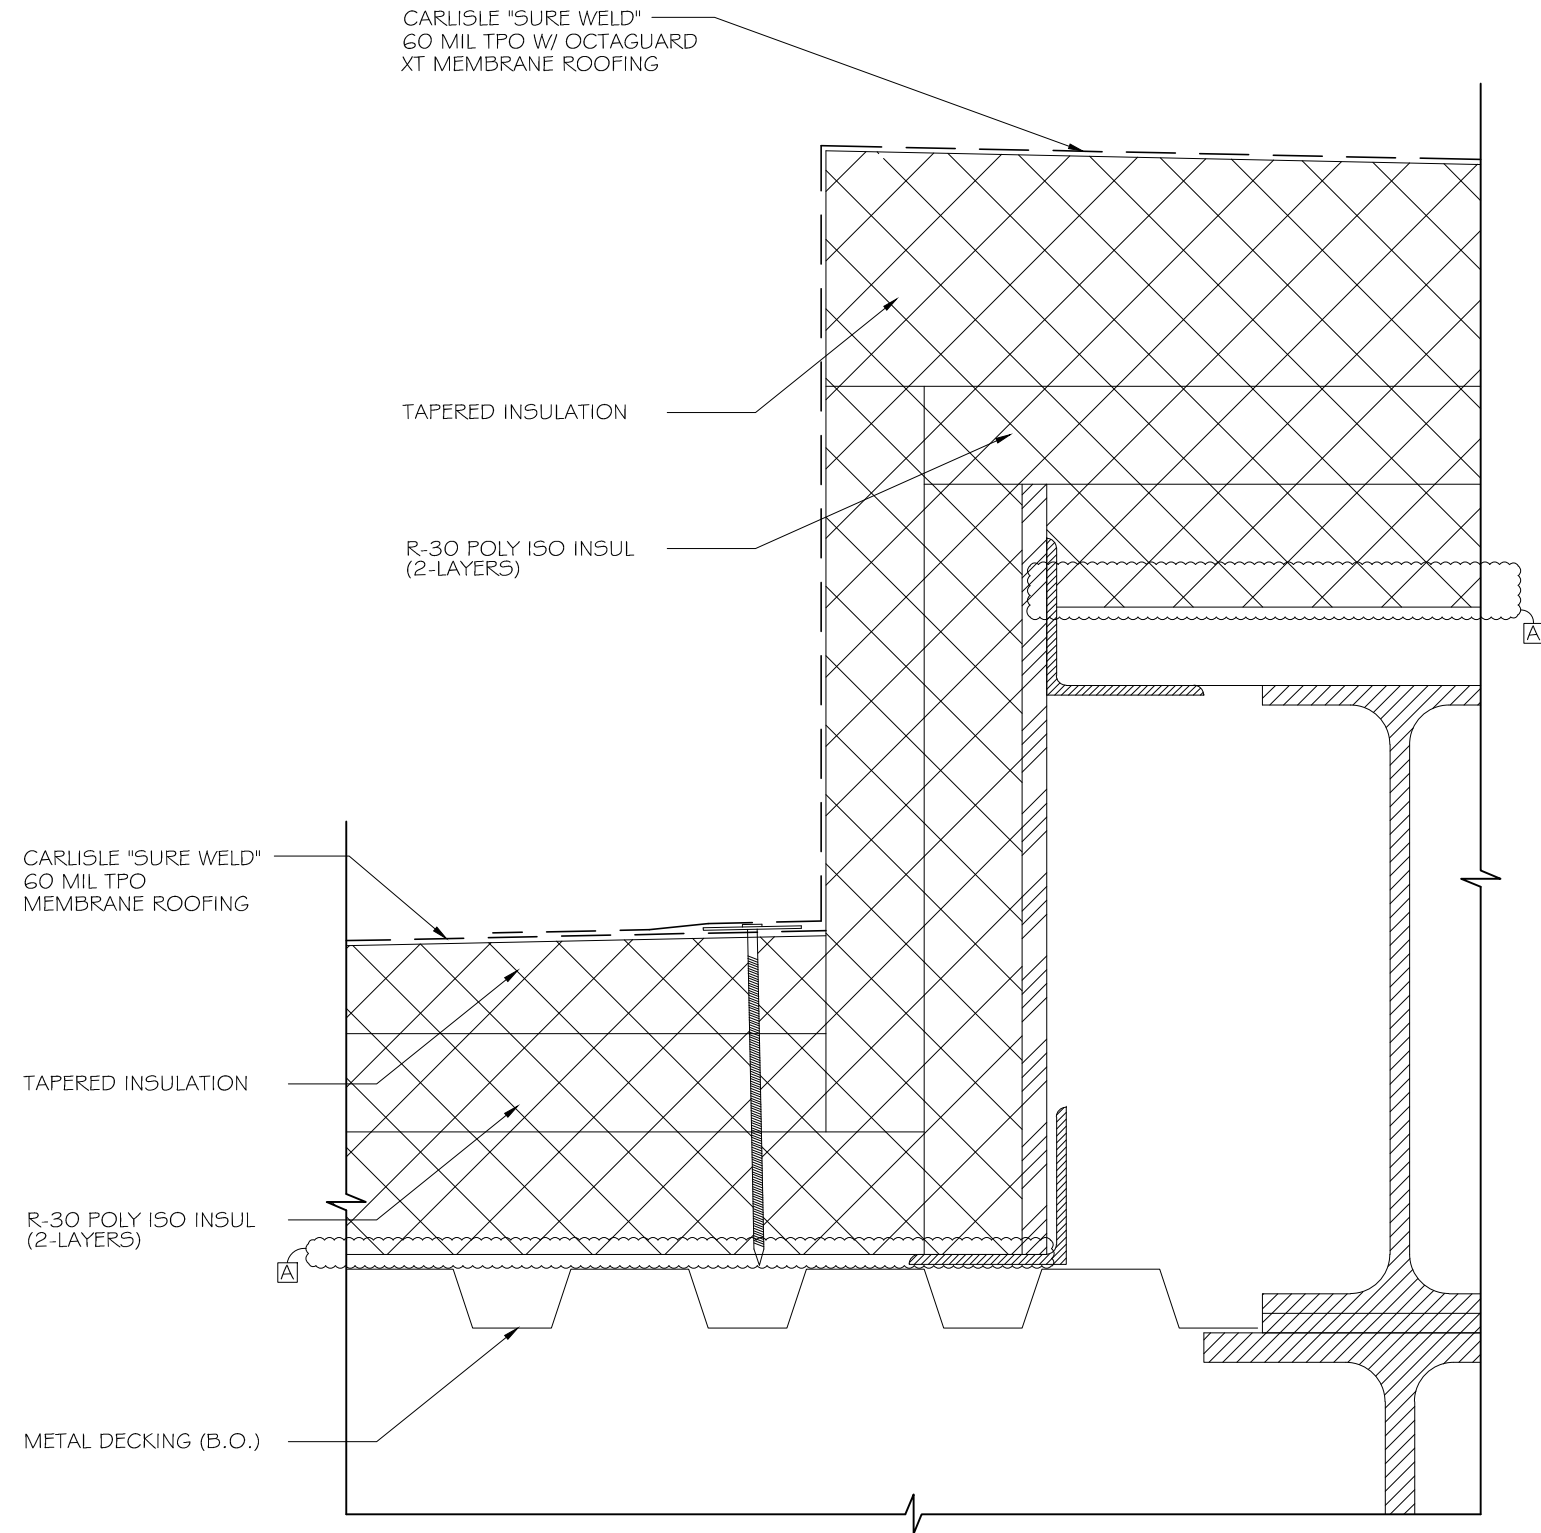 CARLISLE "SURE WELD"
60 MIL TPO W/ OCTAGUARD
XT MEMBRANE ROOFING
TAPERED INSULATION
R-30 POLY ISO INSUL
(2-LAYERS)
A
CARLISLE "SURE WELD"
60 MIL TPO
MEMBRANE ROOFING
TAPERED INSULATION
R-30 POLY ISO INSUL
(2-LAYERS)
A
METAL DECKING (B.O.)